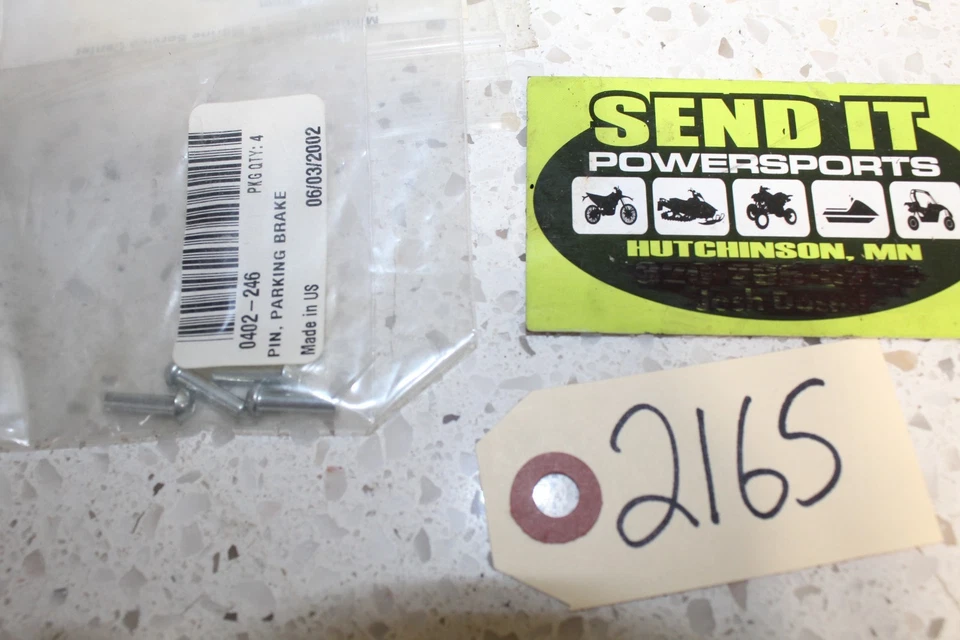 PKG QTY: 4
0402-246
PIN, PARKING BRAKE
Made in US 06/03/2002
SEND IT
POWERSPORTS
HUTCHINSON, MN
2165